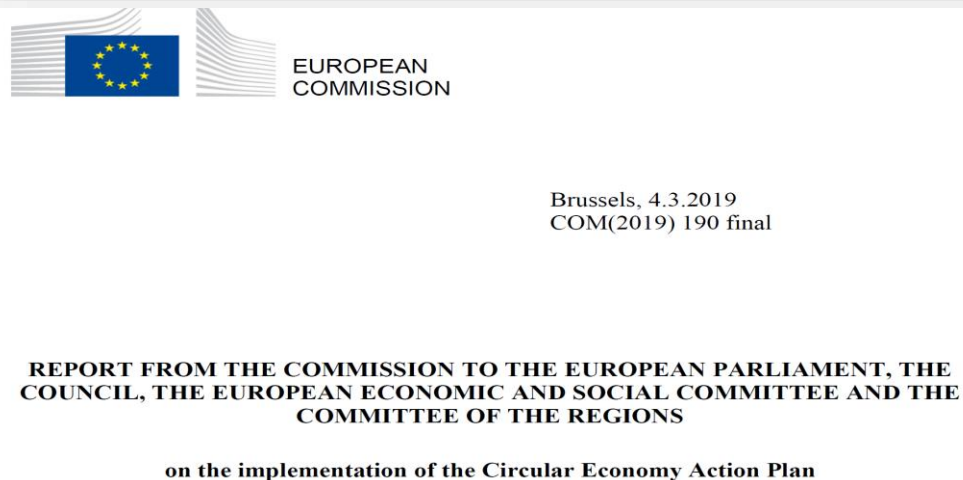 EUROPEAN
COMMISSION
Brussels, 4.3.2019
COM(2019) 190 final
REPORT FROM THE COMMISSION TO THE EUROPEAN PARLIAMENT, THE
COUNCIL, THE EUROPEAN ECONOMIC AND SOCIAL COMMITTEE AND THE
COMMITTEE OF THE REGIONS
on the implementation of the Circular Economy Action Plan